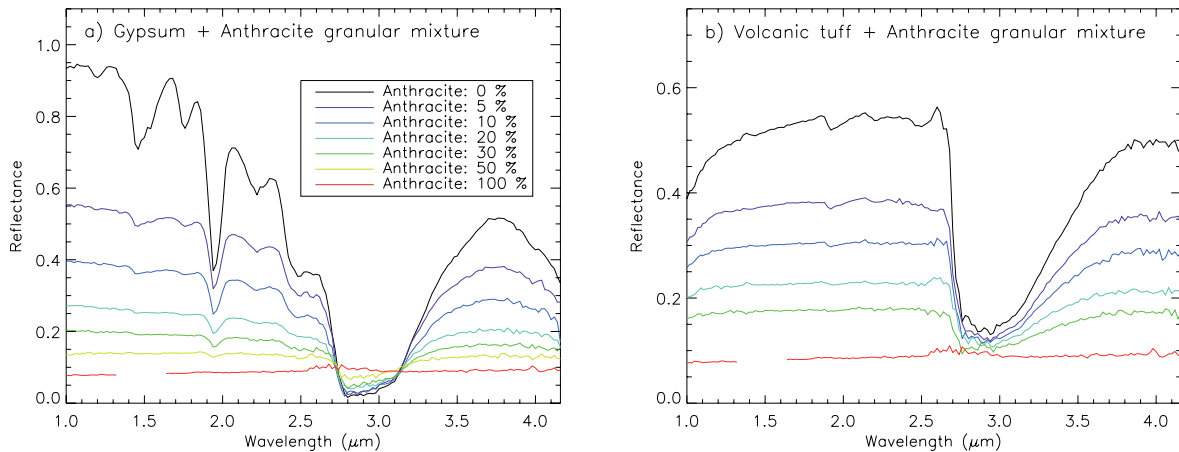 a) Gypsum + Anthracite granular mixture
1.0
0.8
0.6
0.4
0.2
0.0
Reflectance
Anthracite: 0 %
Anthracite: 5 %
Anthracite: 10 %
Anthracite: 20 %
Anthracite: 30 %
Anthracite: 50 %
Anthracite: 100 %
1.0 1.5 2.0 2.5 3.0 3.5 4.0
Wavelength (μm)
b) Volcanic tuff + Anthracite granular mixture
0.6
0.4
0.2
0.0
Reflectance
1.0 1.5 2.0 2.5 3.0 3.5 4.0
Wavelength (μm)